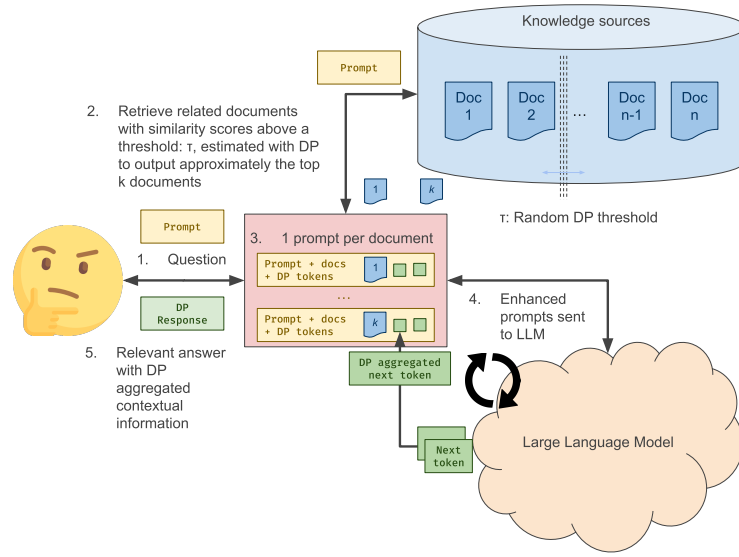 Knowledge sources
Prompt
Doc
1
Doc
2
...
Doc
n-1
Doc
n
2. Retrieve related documents
with similarity scores above a
threshold: τ, estimated with DP
to output approximately the top
k documents
1
k
τ: Random DP threshold
Prompt
1. Question
DP
Response
5. Relevant answer
with DP
aggregated
contextual
information
3. 1 prompt per document
Prompt + docs
+ DP tokens
1
...
Prompt + docs
+ DP tokens
k
4. Enhanced
prompts sent
to LLM
DP aggregated
next token
Next
token
Large Language Model